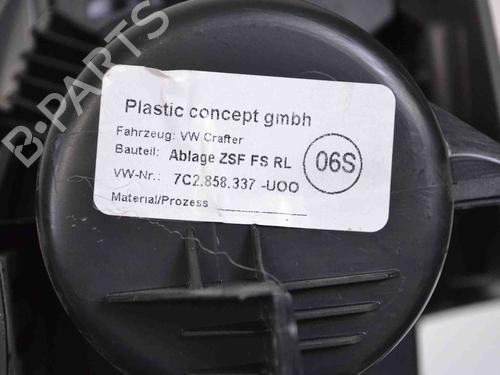 B-PARTS
Plastic concept gmbh
Fahrzeug: VW Crafter
Bauteil: Ablage ZSF FS RL
06S
VW-Nr.: 7C2.858.337 -UOO
Material/Prozess